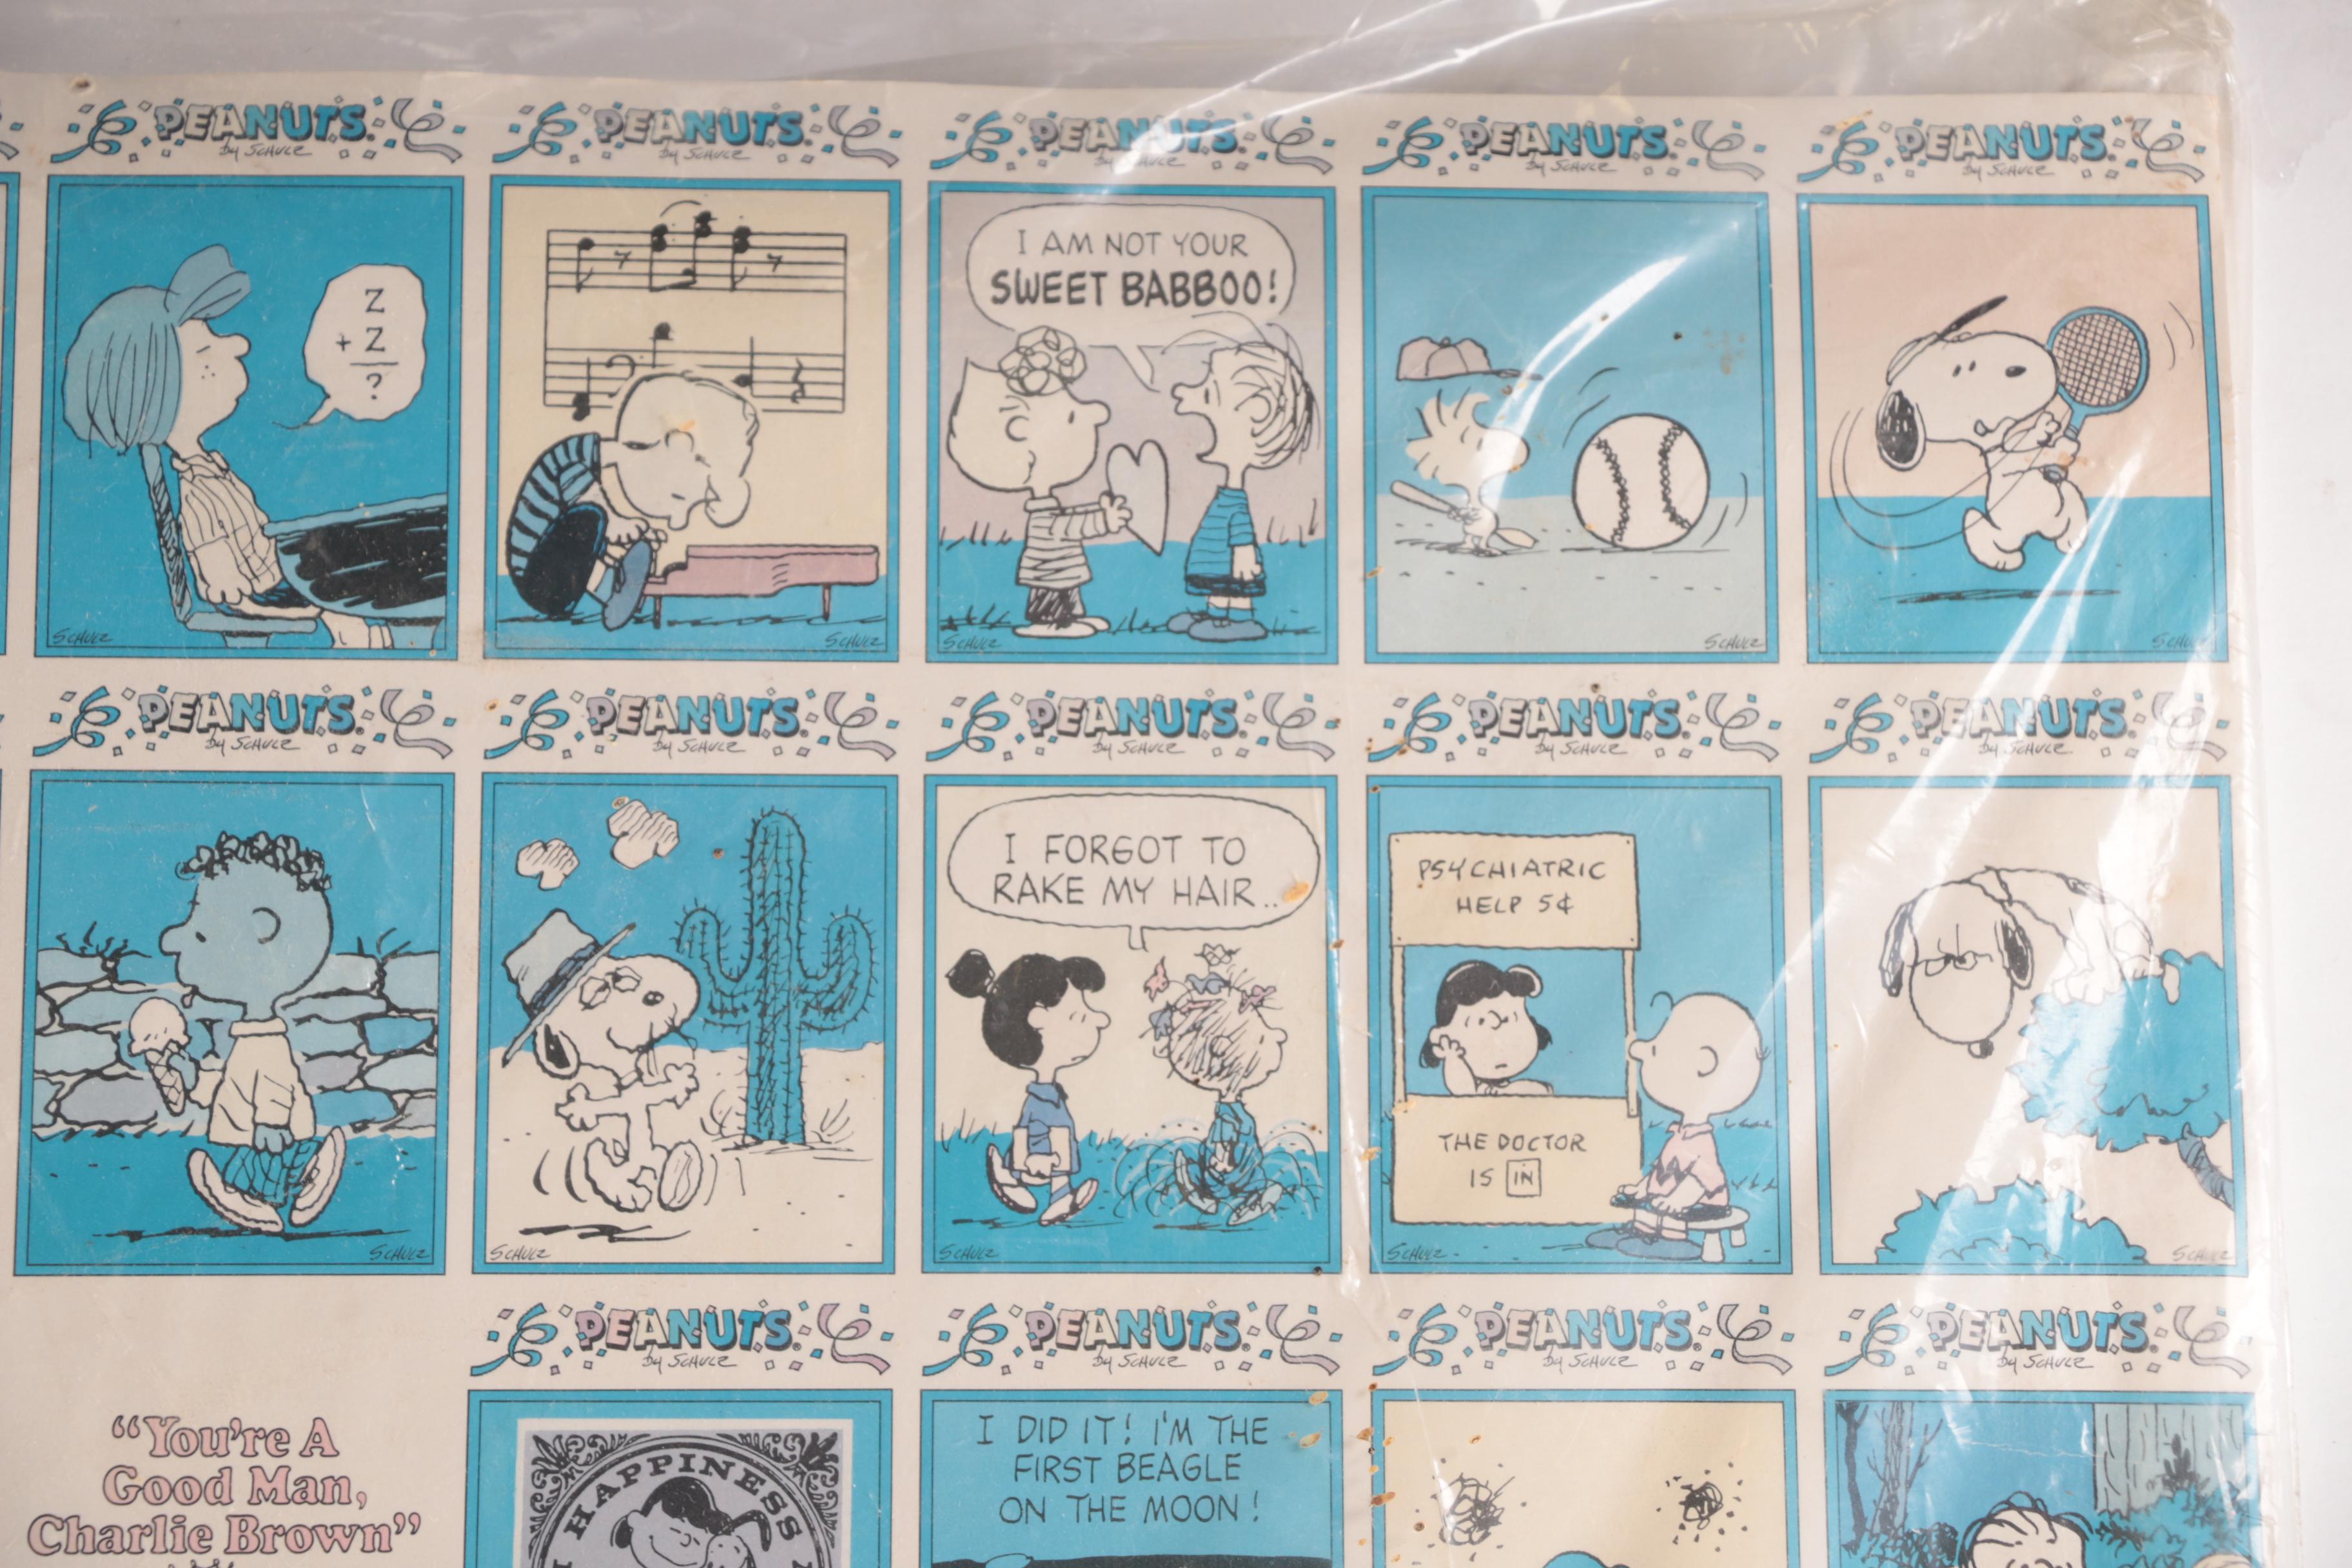 PEANUTS.
by SCHULZ
PEANUTS.
by SCHULZ
PEANUTS.
by SCHULZ
PEANUTS.
by SCHULZ
PEANUTS.
by SCHULZ
Z
+ Z
?
SCHULZ
SCHULZ
I AM NOT YOUR
SWEET BABBOO!
SCHULZ
SCHULZ
SCHULZ
PEANUTS.
by SCHULZ
PEANUTS.
by SCHULZ
PEANUTS.
by SCHULZ
PEANUTS.
by SCHULZ
PEANUTS.
by SCHULZ
SCHULZ
SCHULZ
I FORGOT TO
RAKE MY HAIR..
SCHULZ
PSYCHIATRIC
HELP 5¢
THE DOCTOR
IS IN
SCHULZ
SCHULZ
"You're A
Good Man,
Charlie Brown"
PEANUTS.
by SCHULZ
HAPPINESS
PEANUTS.
by SCHULZ
I DID IT! I'M THE
FIRST BEAGLE
ON THE MOON!
PEANUTS.
by SCHULZ
PEANUTS.
by SCHULZ